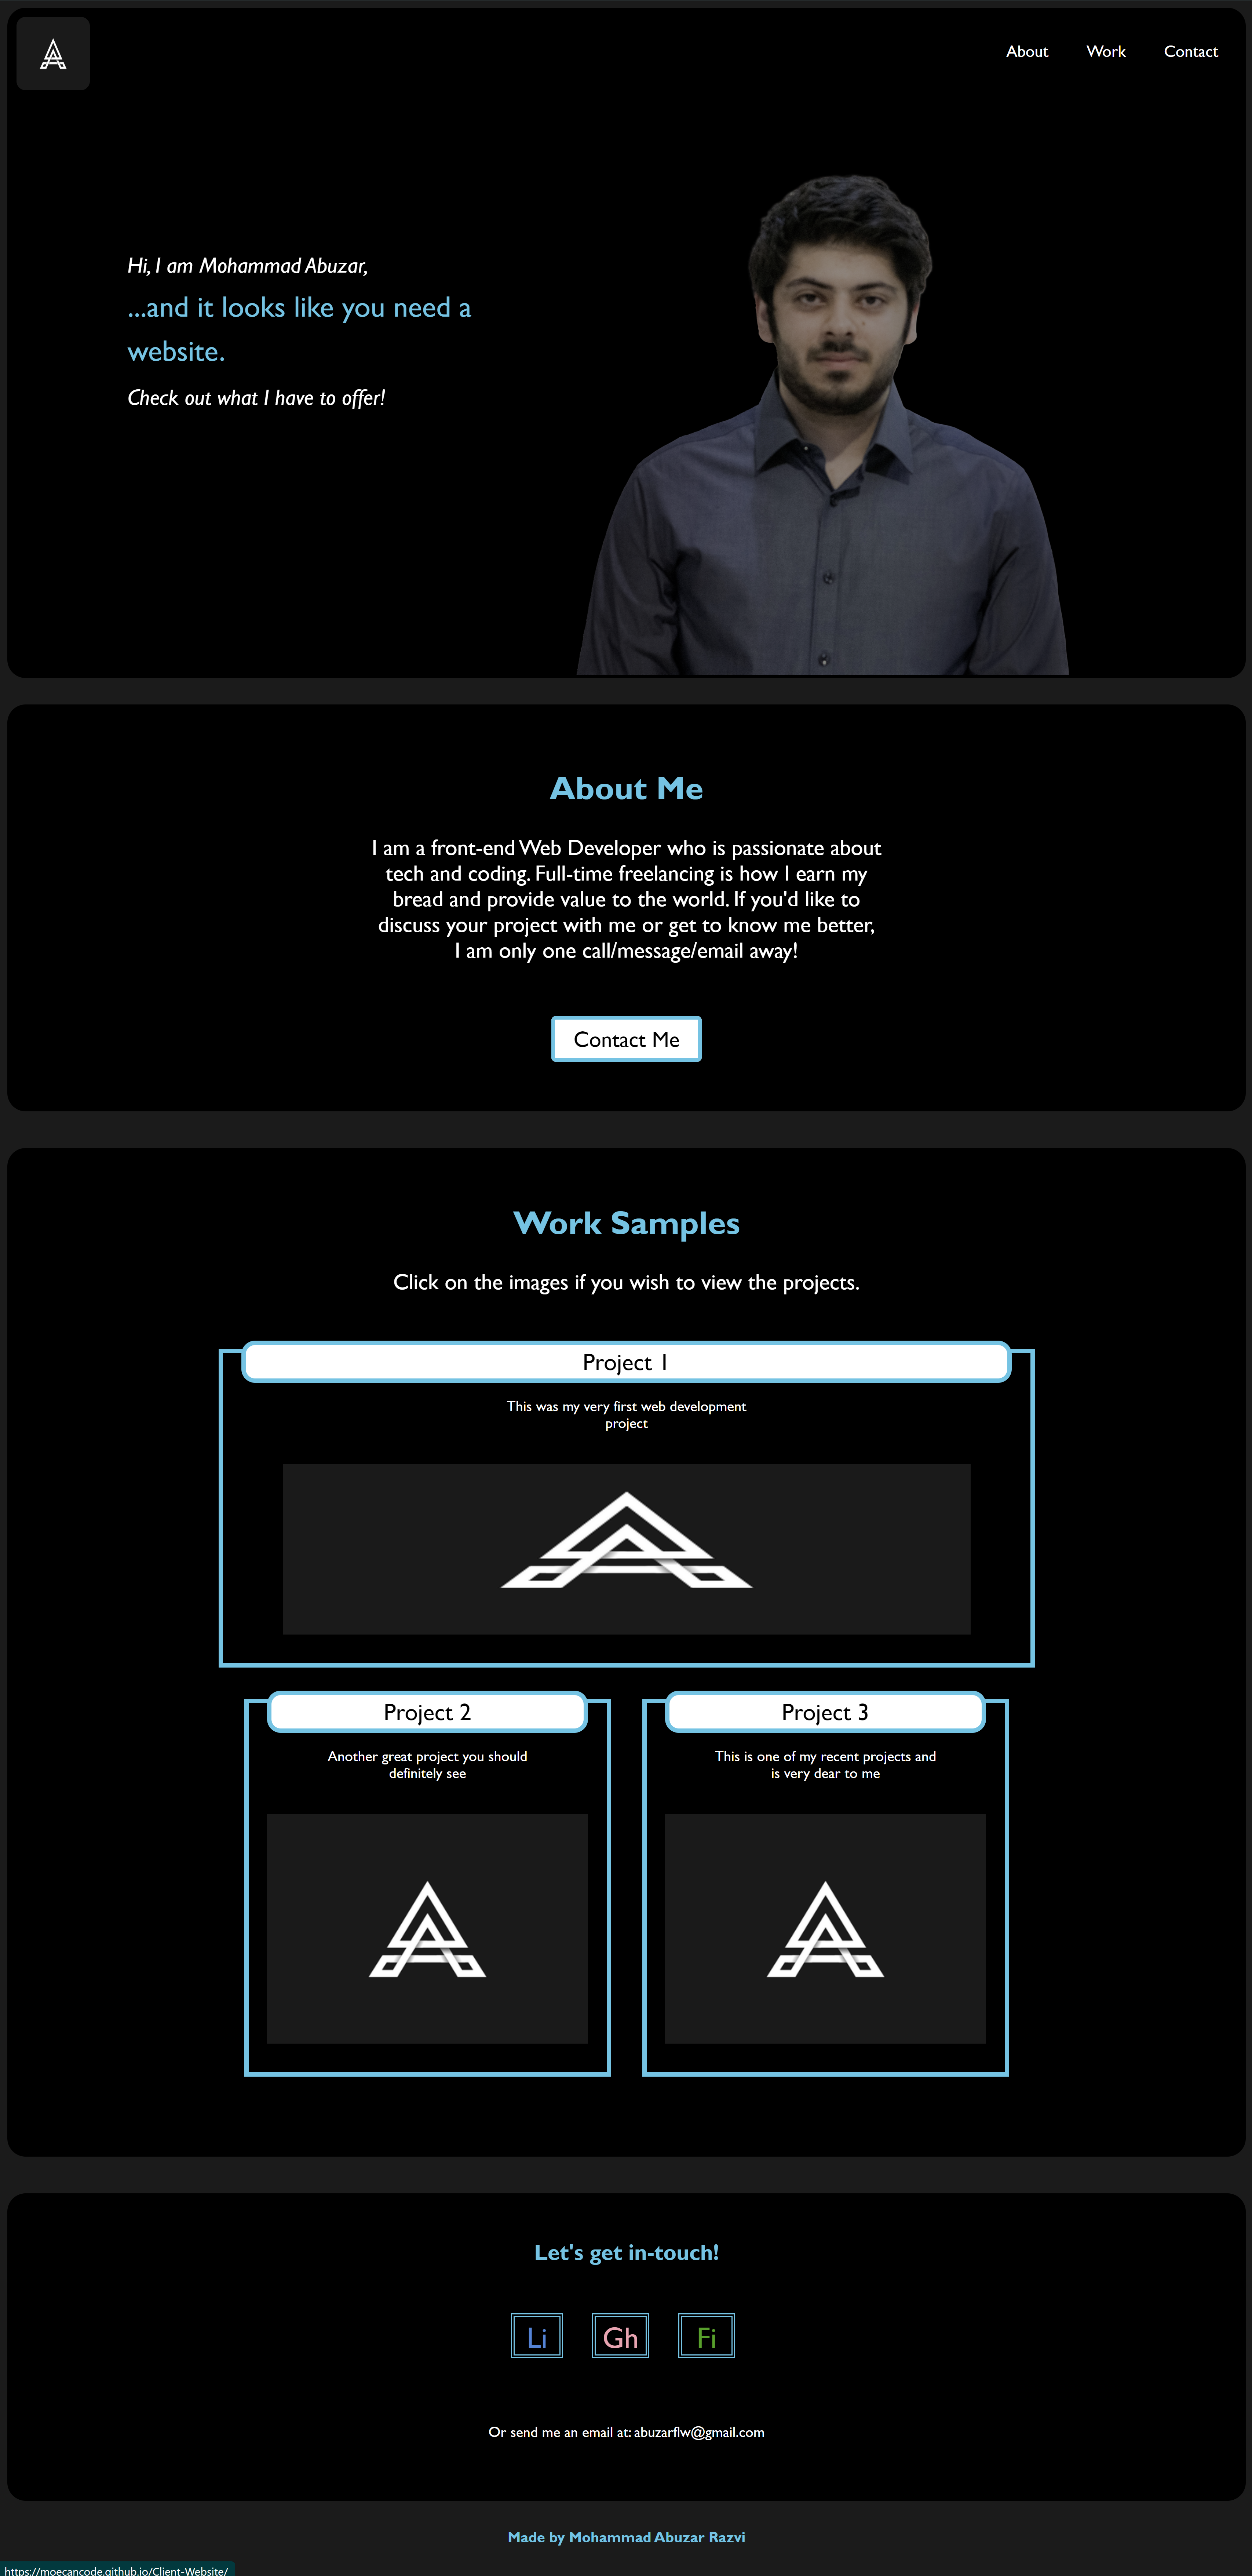 About Work Contact
Hi, I am Mohammad Abuzar,
...and it looks like you need a
website.
Check out what I have to offer!
About Me
I am a front-end Web Developer who is passionate about
tech and coding. Full-time freelancing is how I earn my
bread and provide value to the world. If you'd like to
discuss your project with me or get to know me better,
I am only one call/message/email away!
Contact Me
Work Samples
Click on the images if you wish to view the projects.
Project 1
This was my very first web development
project
Project 2
Another great project you should
definitely see
Project 3
This is one of my recent projects and
is very dear to me
Let's get in-touch!
Li Gh Fi
Or send me an email at: abuzarflw@gmail.com
Made by Mohammad Abuzar Razvi
https://moecancode.github.io/Client-Website/